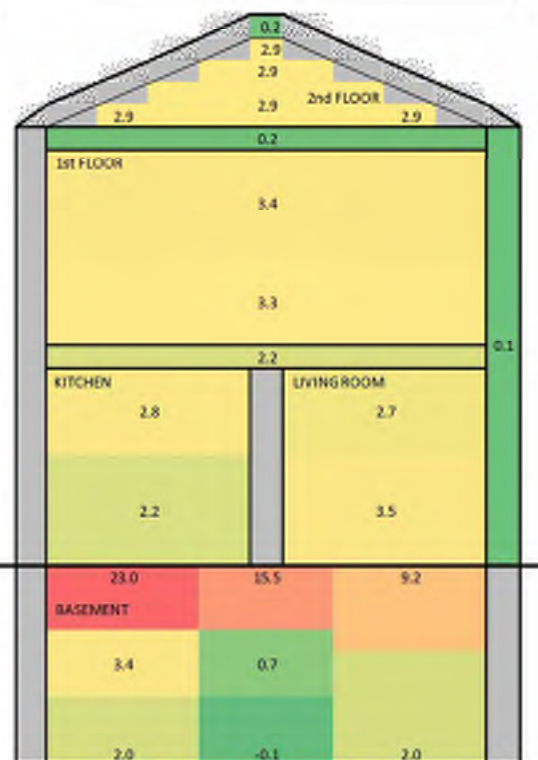 0.2
2.9
2.9
2nd FLOOR
2.9
2.9 2.9
0.2
1st FLOOR
3.4
3.3
0.1
2.2
KITCHEN LIVING ROOM
2.8 2.7
2.2 3.5
23.0 15.5 9.2
BASEMENT
3.4 0.7
2.0 -0.1 2.0